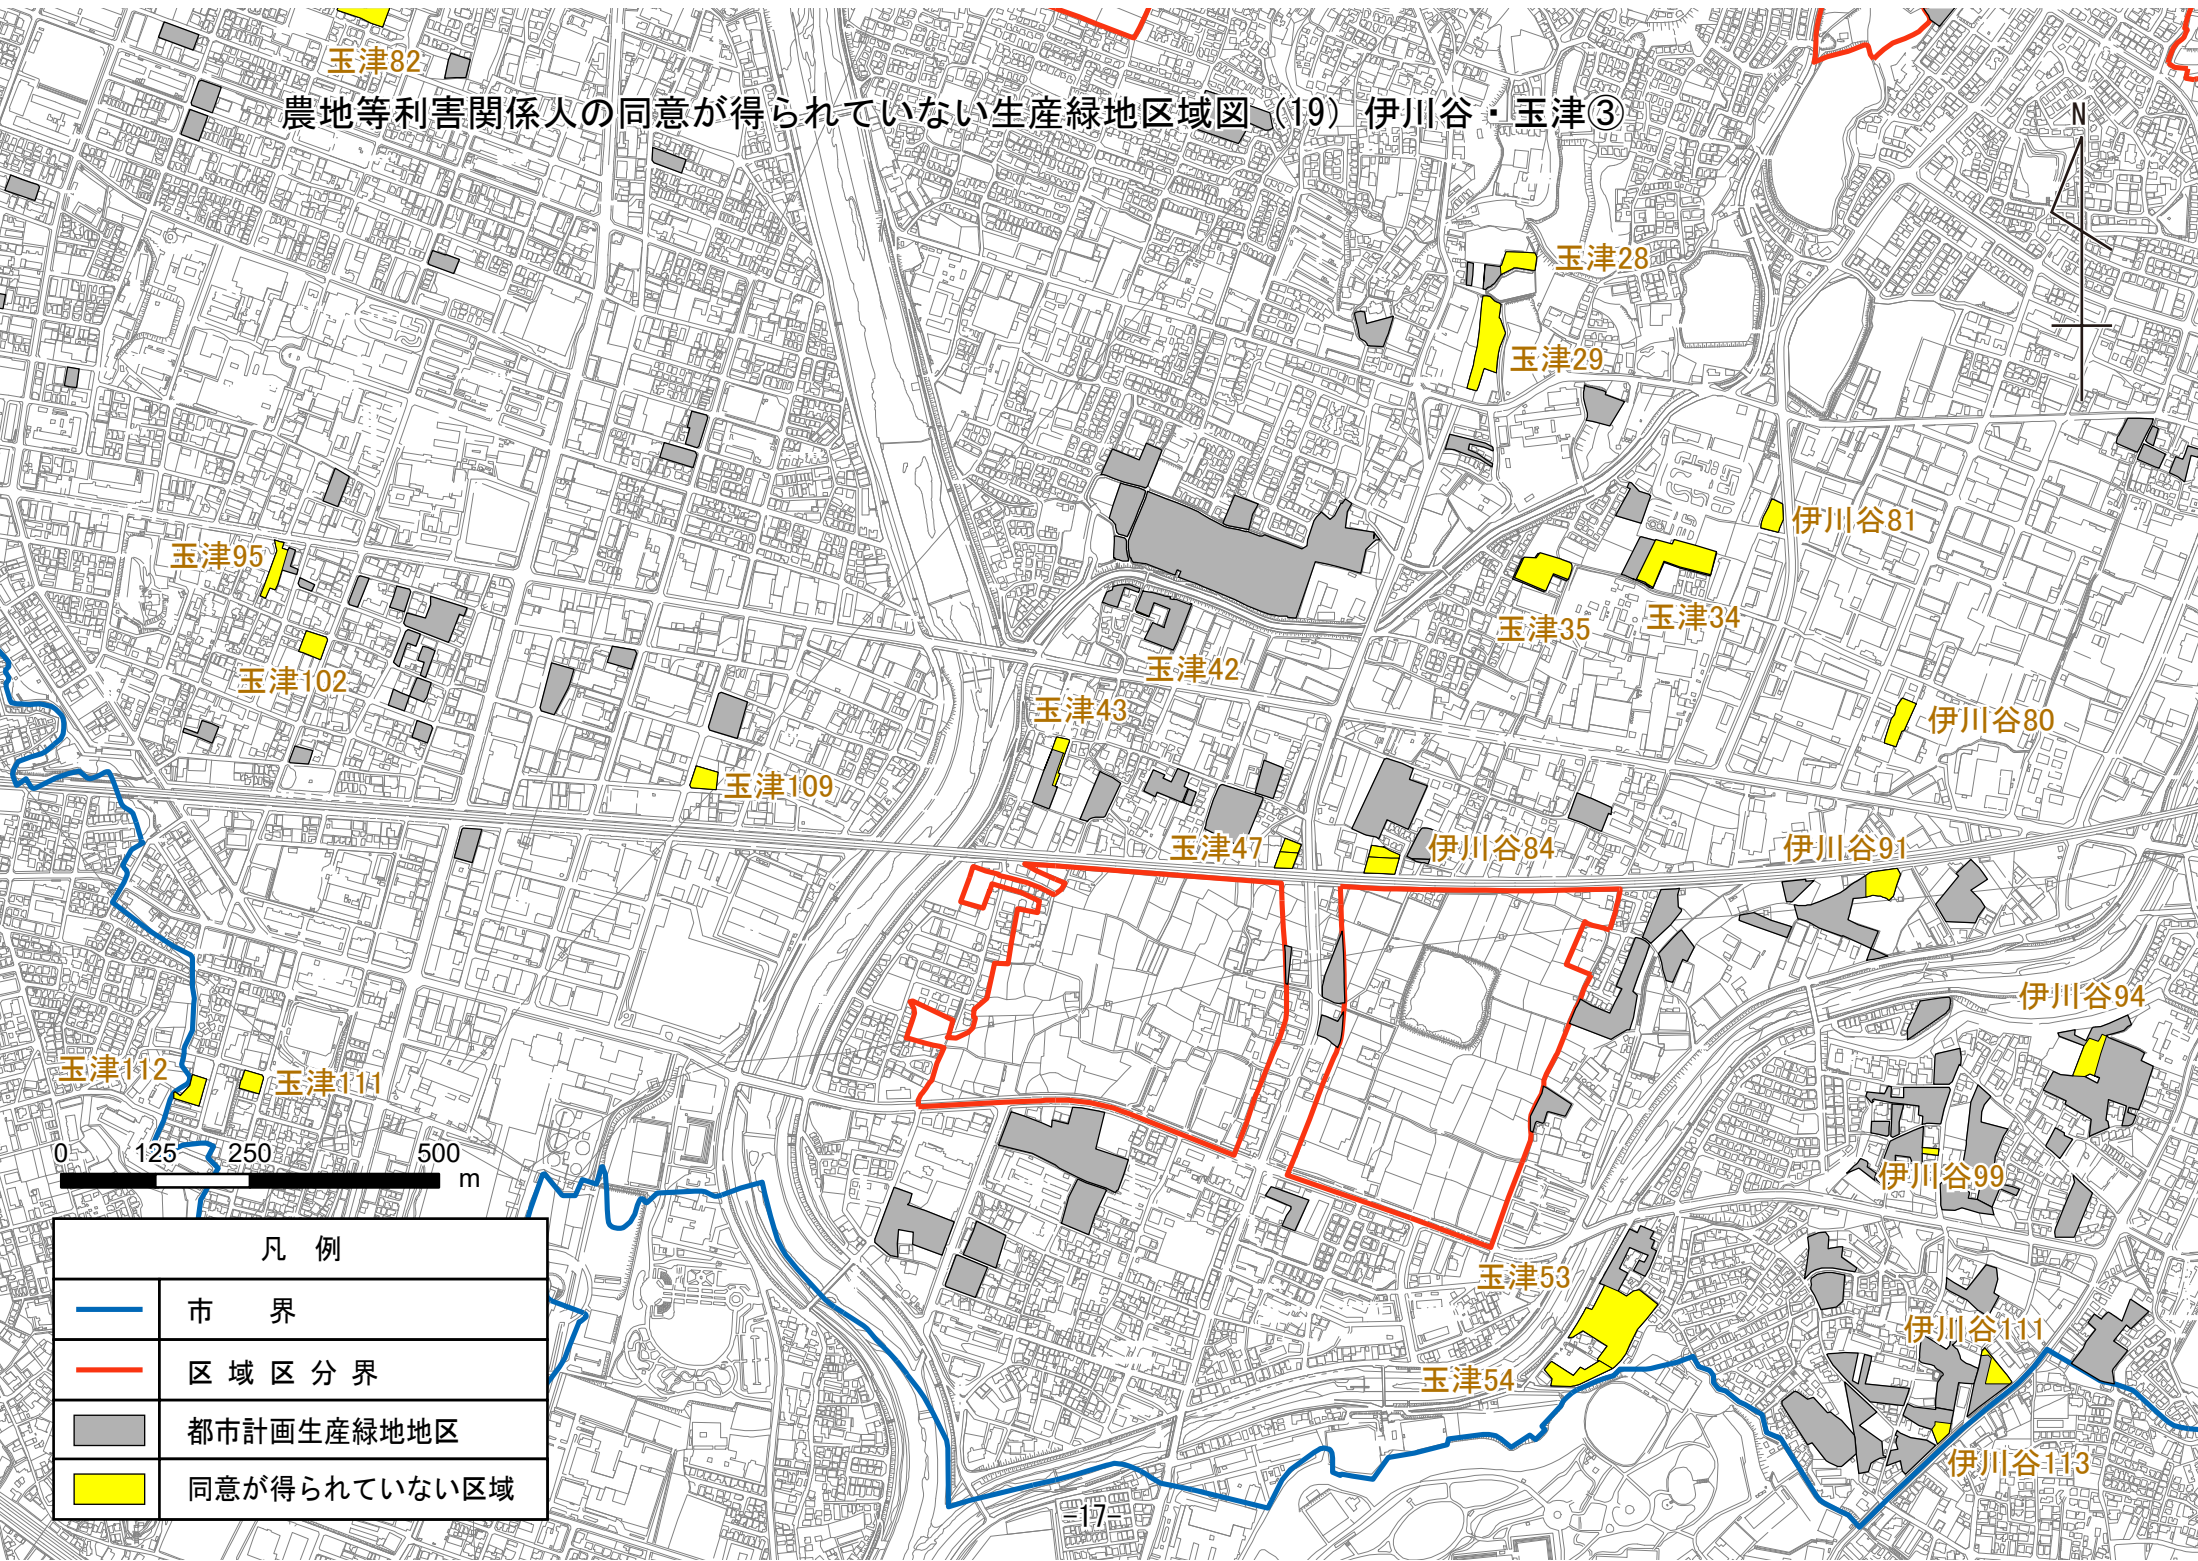 玉津82
農地等利害関係人の同意が得られていない生産緑地区域図（19）伊川谷・玉津③
N
玉津28
玉津29
伊川谷81
玉津95
玉津35
玉津34
玉津42
玉津102
玉津43
伊川谷80
玉津109
玉津47
伊川谷84
伊川谷91
伊川谷94
玉津112
玉津111
0 125 250 500
m
伊川谷99
凡 例
市 界
区 域 区 分 界
都市計画生産緑地地区
同意が得られていない区域
玉津53
伊川谷111
玉津54
伊川谷113
-17-